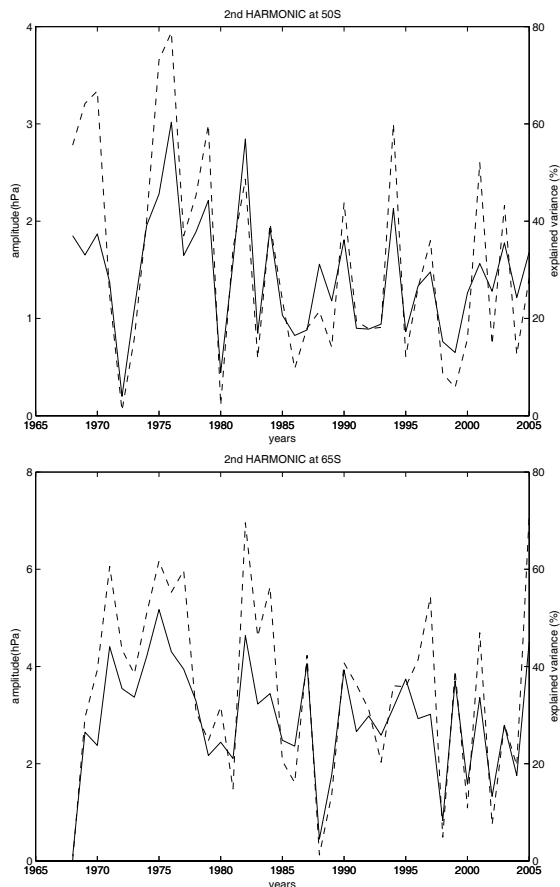 2nd HARMONIC at 50S
4 80
3 60
amplitude(hPa) 2 40 explained variance (%)
1 20
0 0
1965 1970 1975 1980 1985 1990 1995 2000 2005
years
2nd HARMONIC at 65S
8 80
6 60
amplitude(hPa) 4 40 explained variance (%)
2 20
0 0
1965 1970 1975 1980 1985 1990 1995 2000 2005
years